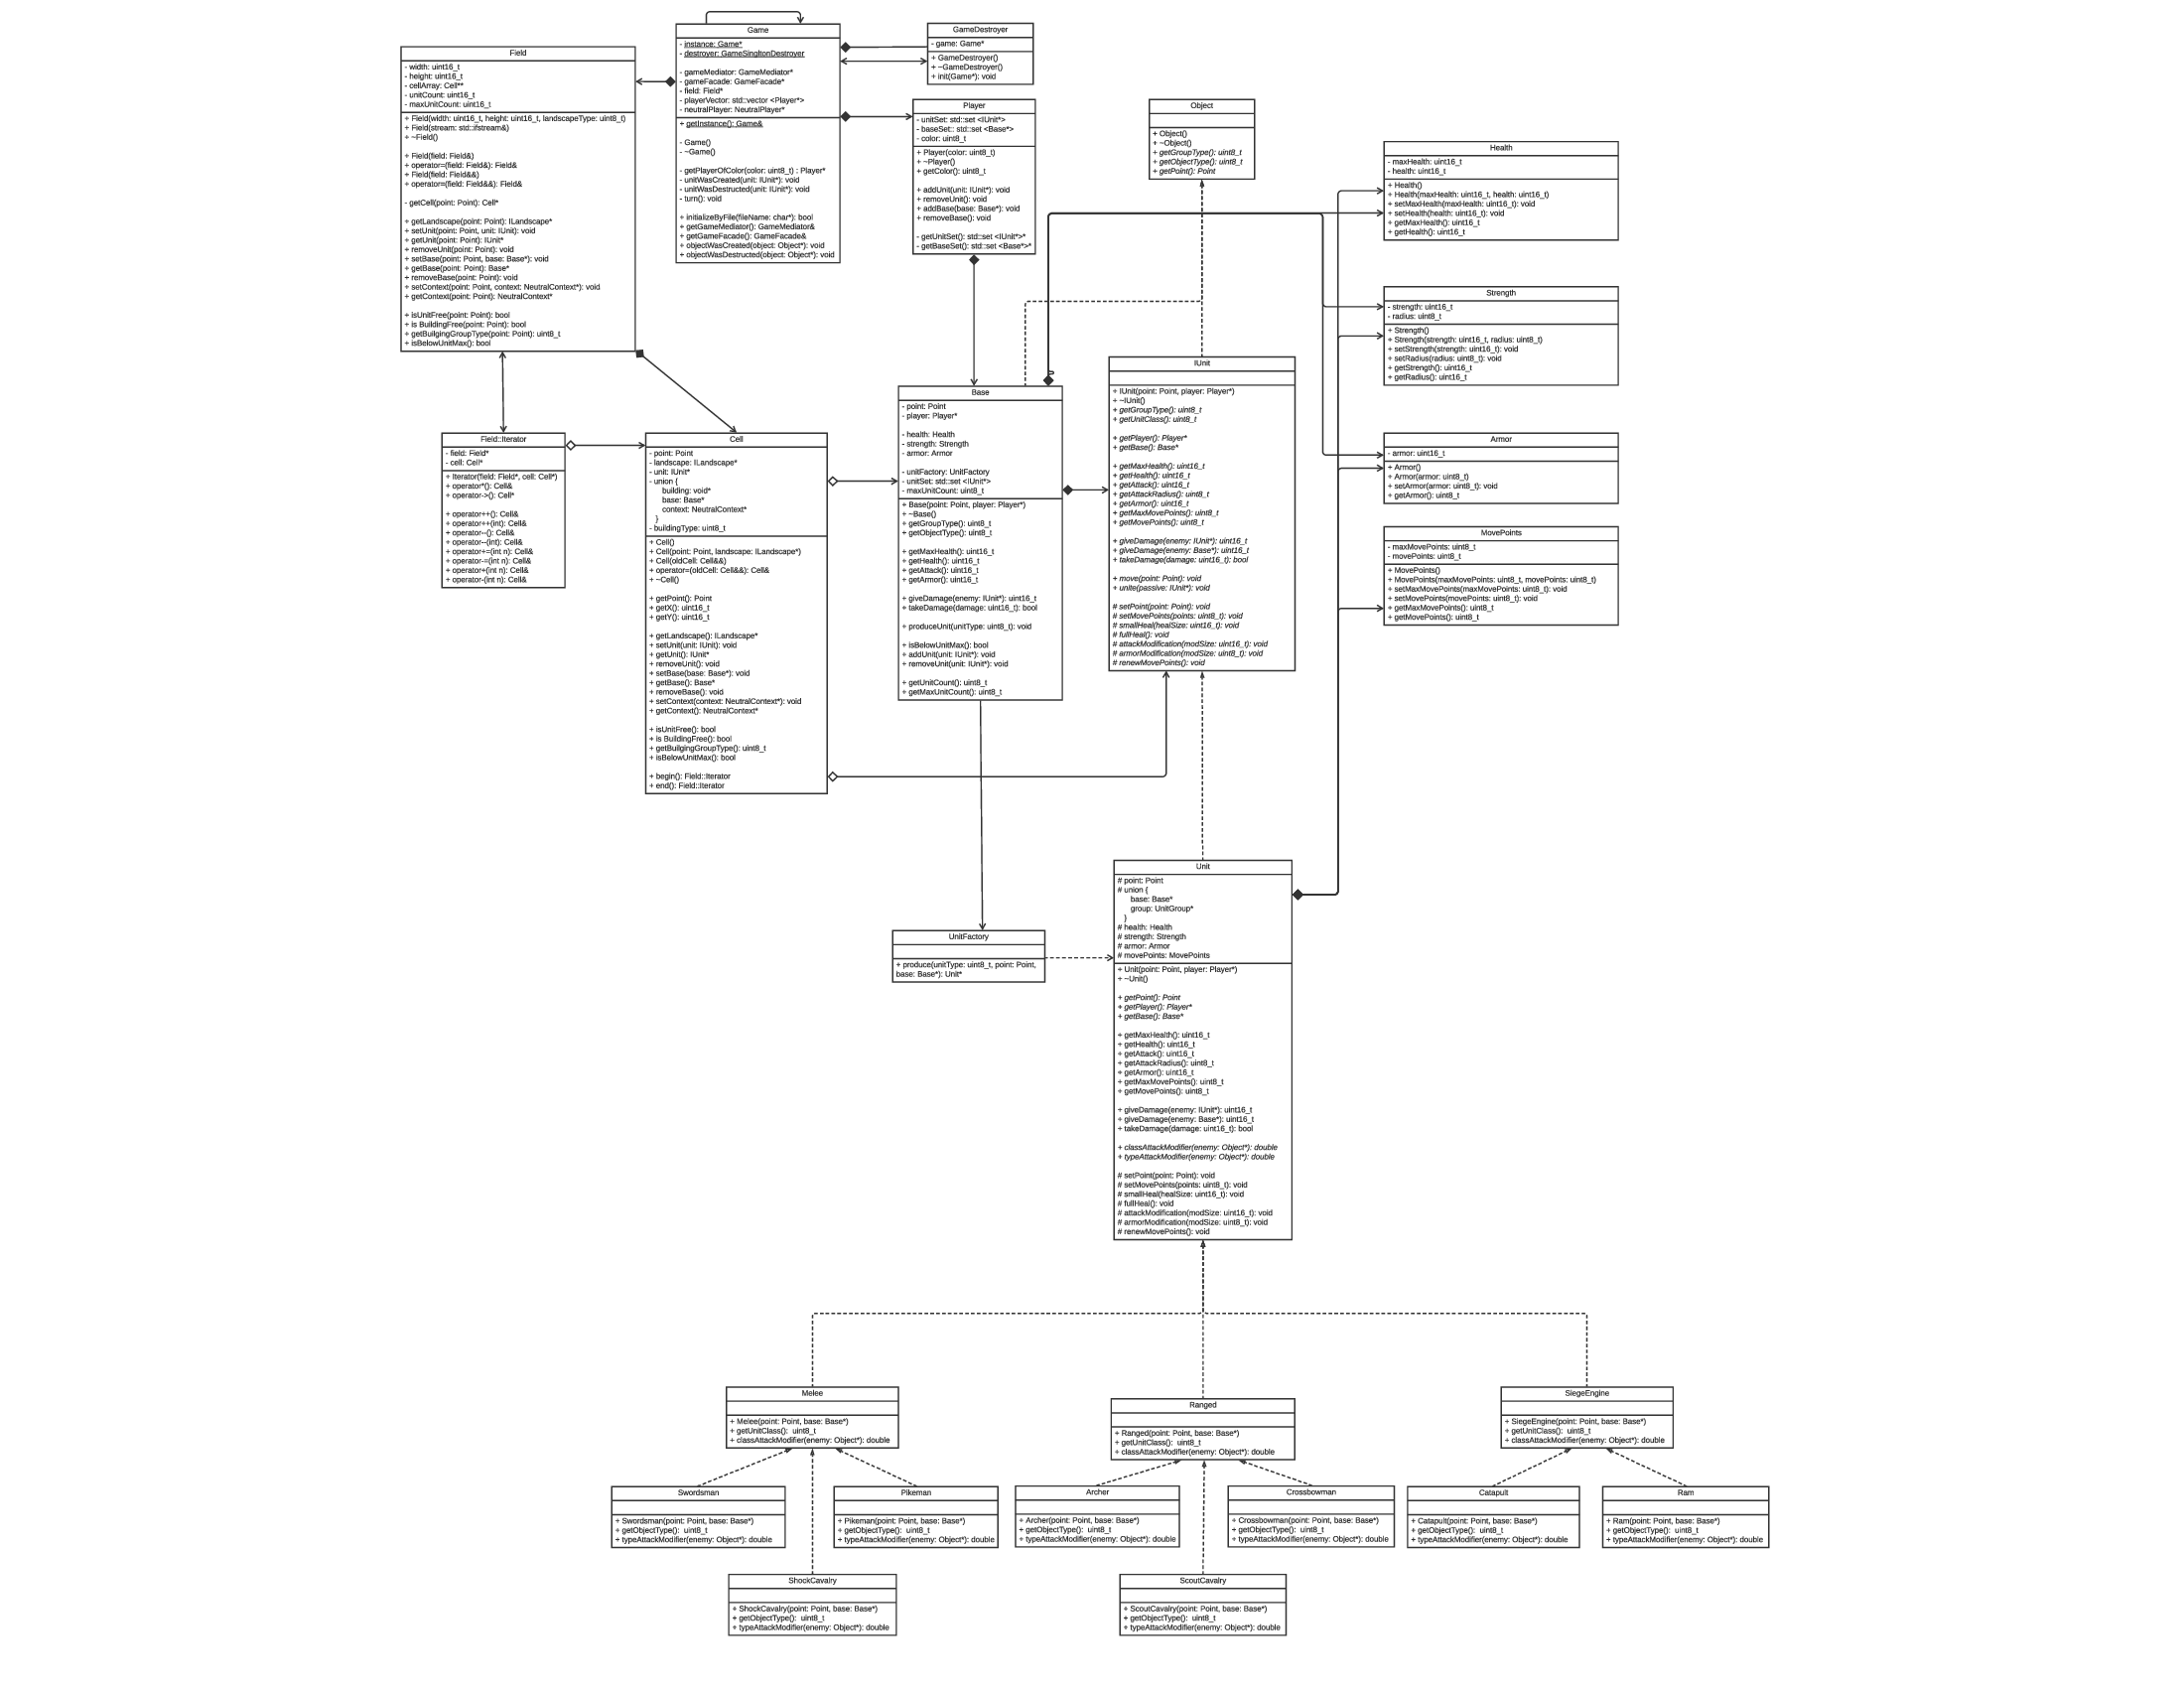 Field
- width: uint16_t
- height: uint16_t
- cellArray: Cell**
- unitCount: uint16_t
- maxUnitCount: uint16_t
+ Field(width: uint16_t, height: uint16_t, landscapeType: uint8_t)
+ Field(stream: std::ifstream&)
+ ~Field()
+ Field(field: Field&)
+ operator=(field: Field&): Field&
+ Field(field: Field&&)
+ operator=(field: Field&&): Field&
- getCell(point: Point): Cell*
+ getLandscape(point: Point): ILandscape*
+ setUnit(point: Point, unit: IUnit): void
+ getUnit(point: Point): IUnit*
+ removeUnit(point: Point): void
+ setBase(point: Point, base: Base*): void
+ getBase(point: Point): Base*
+ removeBase(point: Point): void
+ setContext(point: Point, context: NeutralContext*): void
+ getContext(point: Point): NeutralContext*
+ isUnitFree(point: Point): bool
+ is BuildingFree(point: Point): bool
+ getBuilgingGroupType(point: Point): uint8_t
+ isBelowUnitMax(): bool
Game
- instance: Game*
- destroyer: GameSingltonDestroyer
- gameMediator: GameMediator*
- gameFacade: GameFacade*
- field: Field*
- playerVector: std::vector <Player*>
- neutralPlayer: NeutralPlayer*
+ getInstance(): Game&
- Game()
- ~Game()
- getPlayerOfColor(color: uint8_t) : Player*
- unitWasCreated(unit: IUnit*): void
- unitWasDestructed(unit: IUnit*): void
- turn(): void
+ initializeByFile(fileName: char*): bool
+ getGameMediator(): GameMediator&
+ getGameFacade(): GameFacade&
+ objectWasCreated(object: Object*): void
+ objectWasDestructed(object: Object*): void
GameDestroyer
- game: Game*
+ GameDestroyer()
+ ~GameDestroyer()
+ init(Game*): void
Player
- unitSet: std::set <IUnit*>
- baseSet:: std::set <Base*>
- color: uint8_t
+ Player(color: uint8_t)
+ ~Player()
+ getColor(): uint8_t
+ addUnit(unit: IUnit*): void
+ removeUnit(): void
+ addBase(base: Base*): void
+ removeBase(): void
- getUnitSet(): std::set <IUnit*>*
- getBaseSet(): std::set <Base*>*
Object
+ Object()
+ ~Object()
+ getGroupType(): uint8_t
+ getObjectType(): uint8_t
+ getPoint(): Point
Health
- maxHealth: uint16_t
- health: uint16_t
+ Health()
+ Health(maxHealth: uint16_t, health: uint16_t)
+ setMaxHealth(maxHealth: uint16_t): void
+ setHealth(health: uint16_t): void
+ getMaxHealth(): uint16_t
+ getHealth(): uint16_t
Strength
- strength: uint16_t
- radius: uint8_t
+ Strength()
+ Strength(strength: uint16_t, radius: uint8_t)
+ setStrength(strength: uint16_t): void
+ setRadius(radius: uint8_t): void
+ getStrength(): uint16_t
+ getRadius(): uint16_t
Armor
- armor: uint16_t
+ Armor()
+ Armor(armor: uint8_t)
+ setArmor(armor: uint8_t): void
+ getArmor(): uint8_t
MovePoints
- maxMovePoints: uint8_t
- movePoints: uint8_t
+ MovePoints()
+ MovePoints(maxMovePoints: uint8_t, movePoints: uint8_t)
+ setMaxMovePoints(maxMovePoints: uint8_t): void
+ setMovePoints(movePoints: uint8_t): void
+ getMaxMovePoints(): uint8_t
+ getMovePoints(): uint8_t
Field::Iterator
- field: Field*
- cell: Cell*
+ Iterator(field: Field*, cell: Cell*)
+ operator*(): Cell&
+ operator->(): Cell*
+ operator++(): Cell&
+ operator++(int): Cell&
+ operator--(): Cell&
+ operator--(int): Cell&
+ operator+=(int n): Cell&
+ operator-=(int n): Cell&
+ operator+(int n): Cell&
+ operator-(int n): Cell&
Cell
- point: Point
- landscape: ILandscape*
- unit: IUnit*
- union {
building: void*
base: Base*
context: NeutralContext*
}
- buildingType: uint8_t
+ Cell()
+ Cell(point: Point, landscape: ILandscape*)
+ Cell(oldCell: Cell&&)
+ operator=(oldCell: Cell&&): Cell&
+ ~Cell()
+ getPoint(): Point
+ getX(): uint16_t
+ getY(): uint16_t
+ getLandscape(): ILandscape*
+ setUnit(unit: IUnit): void
+ getUnit(): IUnit*
+ removeUnit(): void
+ setBase(base: Base*): void
+ getBase(): Base*
+ removeBase(): void
+ setContext(context: NeutralContext*): void
+ getContext(): NeutralContext*
+ isUnitFree(): bool
+ is BuildingFree(): bool
+ getBuilgingGroupType(): uint8_t
+ isBelowUnitMax(): bool
+ begin(): Field::Iterator
+ end(): Field::Iterator
Base
- point: Point
- player: Player*
- health: Health
- strength: Strength
- armor: Armor
- unitFactory: UnitFactory
- unitSet: std::set <IUnit*>
- maxUnitCount: uint8_t
+ Base(point: Point, player: Player*)
+ ~Base()
+ getGroupType(): uint8_t
+ getObjectType(): uint8_t
+ getMaxHealth(): uint16_t
+ getHealth(): uint16_t
+ getAttack(): uint16_t
+ getArmor(): uint16_t
+ giveDamage(enemy: IUnit*): uint16_t
+ takeDamage(damage: uint16_t): bool
+ produceUnit(unitType: uint8_t): void
+ isBelowUnitMax(): bool
+ addUnit(unit: IUnit*): void
+ removeUnit(unit: IUnit*): void
+ getUnitCount(): uint8_t
+ getMaxUnitCount(): uint8_t
IUnit
+ IUnit(point: Point, player: Player*)
+ ~IUnit()
+ getGroupType(): uint8_t
+ getUnitClass(): uint8_t
+ getPlayer(): Player*
+ getBase(): Base*
+ getMaxHealth(): uint16_t
+ getHealth(): uint16_t
+ getAttack(): uint16_t
+ getAttackRadius(): uint8_t
+ getArmor(): uint16_t
+ getMaxMovePoints(): uint8_t
+ getMovePoints(): uint8_t
+ giveDamage(enemy: IUnit*): uint16_t
+ giveDamage(enemy: Base*): uint16_t
+ takeDamage(damage: uint16_t): bool
+ move(point: Point): void
+ unite(passive: IUnit*): void
# setPoint(point: Point): void
# setMovePoints(points: uint8_t): void
# smallHeal(healSize: uint16_t): void
# fullHeal(): void
# attackModification(modSize: uint16_t): void
# armorModification(modSize: uint8_t): void
# renewMovePoints(): void
UnitFactory
+ produce(unitType: uint8_t, point: Point,
base: Base*): Unit*
Unit
# point: Point
# union {
base: Base*
group: UnitGroup*
}
# health: Health
# strength: Strength
# armor: Armor
# movePoints: MovePoints
+ Unit(point: Point, player: Player*)
+ ~Unit()
+ getPoint(): Point
+ getPlayer(): Player*
+ getBase(): Base*
+ getMaxHealth(): uint16_t
+ getHealth(): uint16_t
+ getAttack(): uint16_t
+ getAttackRadius(): uint8_t
+ getArmor(): uint16_t
+ getMaxMovePoints(): uint8_t
+ getMovePoints(): uint8_t
+ giveDamage(enemy: IUnit*): uint16_t
+ giveDamage(enemy: Base*): uint16_t
+ takeDamage(damage: uint16_t): bool
+ classAttackModifier(enemy: Object*): double
+ typeAttackModifier(enemy: Object*): double
# setPoint(point: Point): void
# setMovePoints(points: uint8_t): void
# smallHeal(healSize: uint16_t): void
# fullHeal(): void
# attackModification(modSize: uint16_t): void
# armorModification(modSize: uint8_t): void
# renewMovePoints(): void
Melee
+ Melee(point: Point, base: Base*)
+ getUnitClass(): uint8_t
+ classAttackModifier(enemy: Object*): double
Ranged
+ Ranged(point: Point, base: Base*)
+ getUnitClass(): uint8_t
+ classAttackModifier(enemy: Object*): double
SiegeEngine
+ SiegeEngine(point: Point, base: Base*)
+ getUnitClass(): uint8_t
+ classAttackModifier(enemy: Object*): double
Swordsman
+ Swordsman(point: Point, base: Base*)
+ getObjectType(): uint8_t
+ typeAttackModifier(enemy: Object*): double
Pikeman
+ Pikeman(point: Point, base: Base*)
+ getObjectType(): uint8_t
+ typeAttackModifier(enemy: Object*): double
Archer
+ Archer(point: Point, base: Base*)
+ getObjectType(): uint8_t
+ typeAttackModifier(enemy: Object*): double
Crossbowman
+ Crossbowman(point: Point, base: Base*)
+ getObjectType(): uint8_t
+ typeAttackModifier(enemy: Object*): double
Catapult
+ Catapult(point: Point, base: Base*)
+ getObjectType(): uint8_t
+ typeAttackModifier(enemy: Object*): double
Ram
+ Ram(point: Point, base: Base*)
+ getObjectType(): uint8_t
+ typeAttackModifier(enemy: Object*): double
ShockCavalry
+ ShockCavalry(point: Point, base: Base*)
+ getObjectType(): uint8_t
+ typeAttackModifier(enemy: Object*): double
ScoutCavalry
+ ScoutCavalry(point: Point, base: Base*)
+ getObjectType(): uint8_t
+ typeAttackModifier(enemy: Object*): double